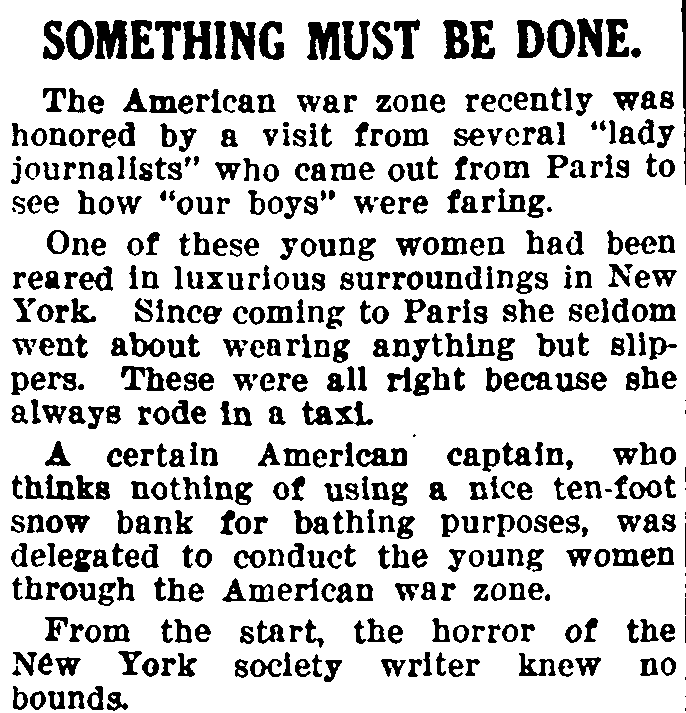 SOMETHING MUST BE DONE.
The American war zone recently was
honored by a visit from several "lady
journalists" who came out from Paris to
see how "our boys" were faring.
One of these young women had been
reared in luxurious surroundings in New
York. Since coming to Paris she seldom
went about wearing anything but slip-
pers. These were all right because she
always rode in a taxi.
A certain American captain, who
thinks nothing of using a nice ten-foot
snow bank for bathing purposes, was
delegated to conduct the young women
through the American war zone.
From the start, the horror of the
New York society writer knew no
bounds.